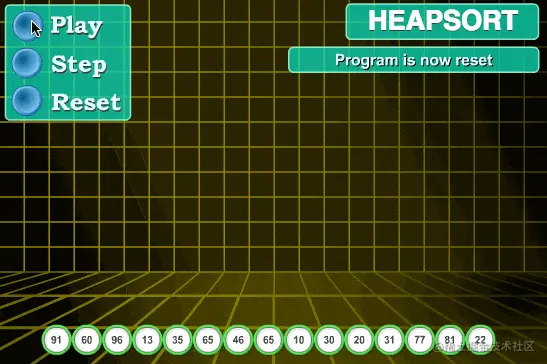 Play
Step
Reset
HEAPSORT
Program is now reset
91 60 96 13 35 65 46 65 10 30 20 31 77 81 22